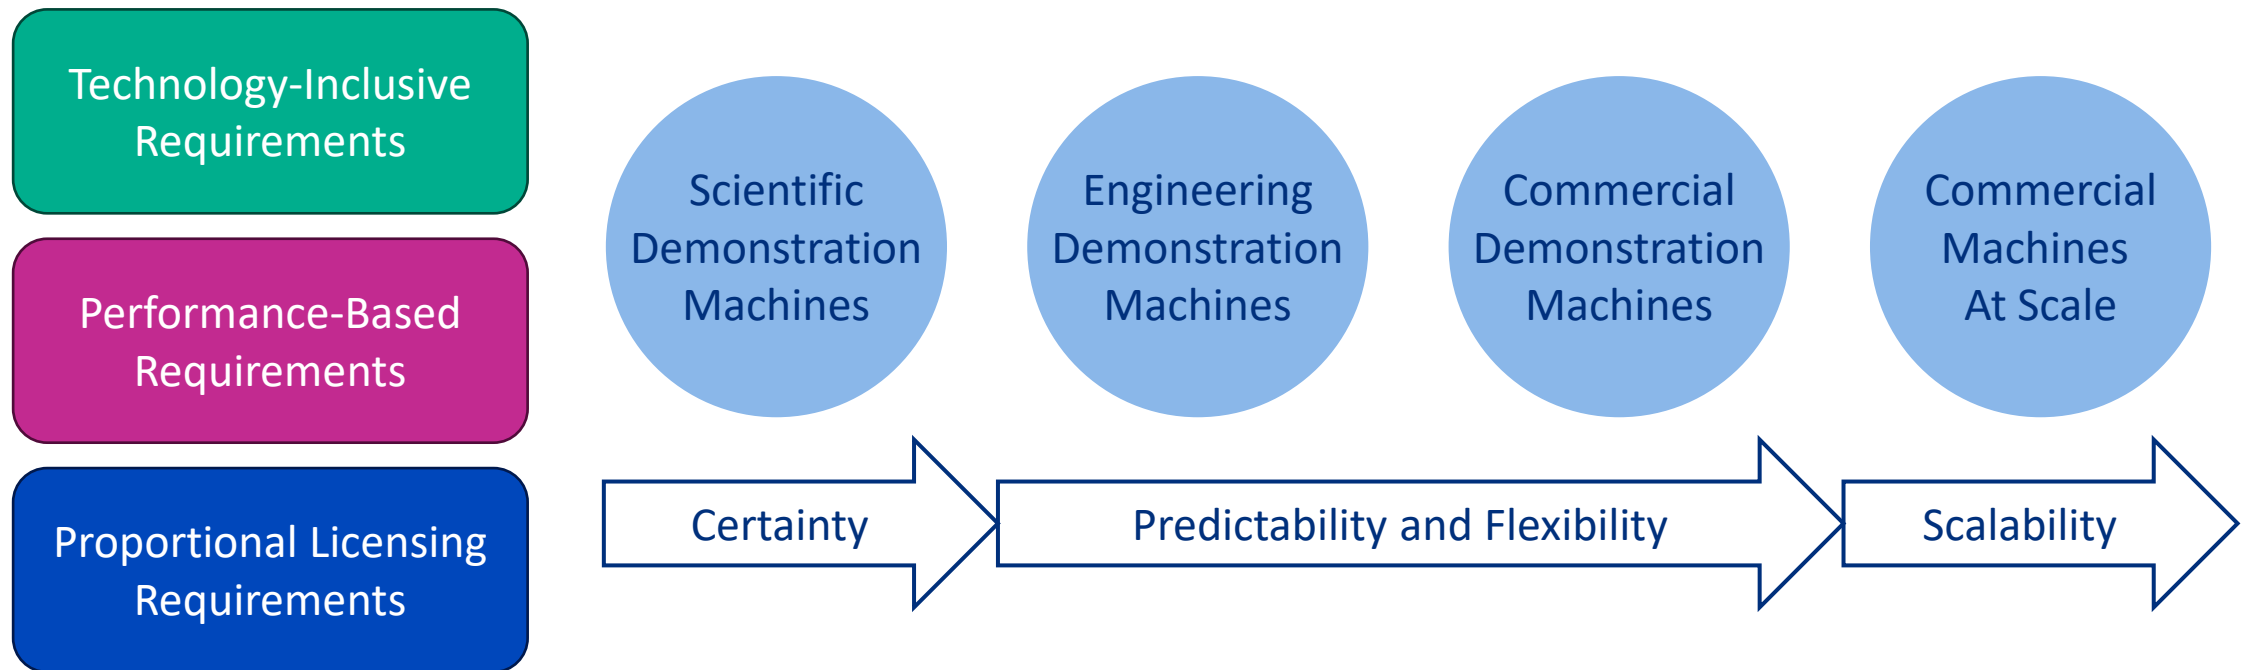 Technology-Inclusive
Requirements
Performance-Based
Requirements
Proportional Licensing
Requirements
Scientific
Demonstration
Machines
Engineering
Demonstration
Machines
Commercial
Demonstration
Machines
Commercial
Machines
At Scale
Certainty
Predictability and Flexibility
Scalability